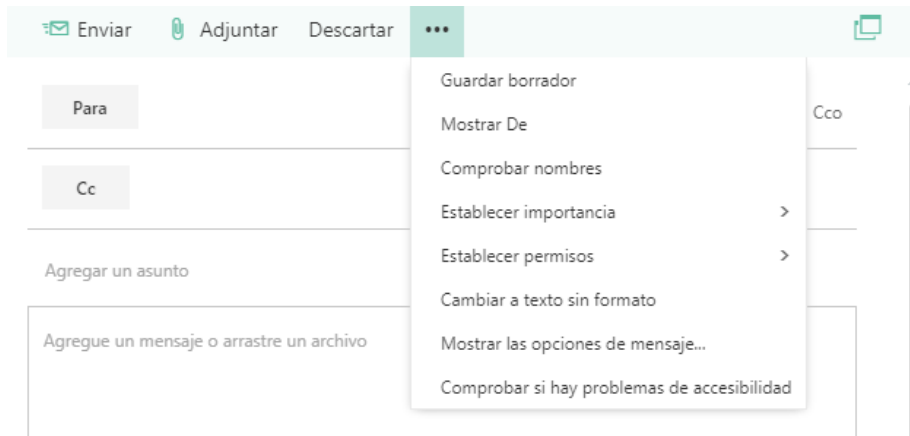 Enviar Adjuntar Descartar •••
Guardar borrador
Para
Cco
Mostrar De
Comprobar nombres
Cc
Establecer importancia >
Establecer permisos >
Agregar un asunto
Cambiar a texto sin formato
Agregue un mensaje o arrastre un archivo
Mostrar las opciones de mensaje...
Comprobar si hay problemas de accesibilidad